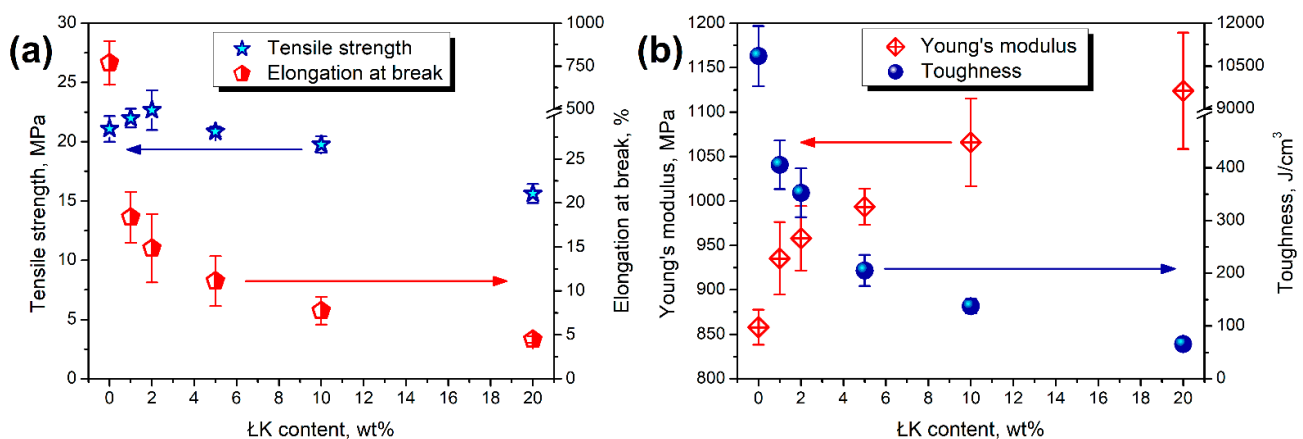 (a)
Tensile strength
Elongation at break
Tensile strength, MPa
30
25
20
15
10
5
0
1000
750
500
25
20
15
10
5
0
Elongation at break, %
0 2 4 6 8 10 12 14 16 18 20
ŁK content, wt%
(b)
Young's modulus
Toughness
Young's modulus, MPa
1200
1150
1100
1050
1000
950
900
850
800
12000
10500
9000
400
300
200
100
0
Toughness, J/cm³
0 2 4 6 8 10 12 14 16 18 20
ŁK content, wt%